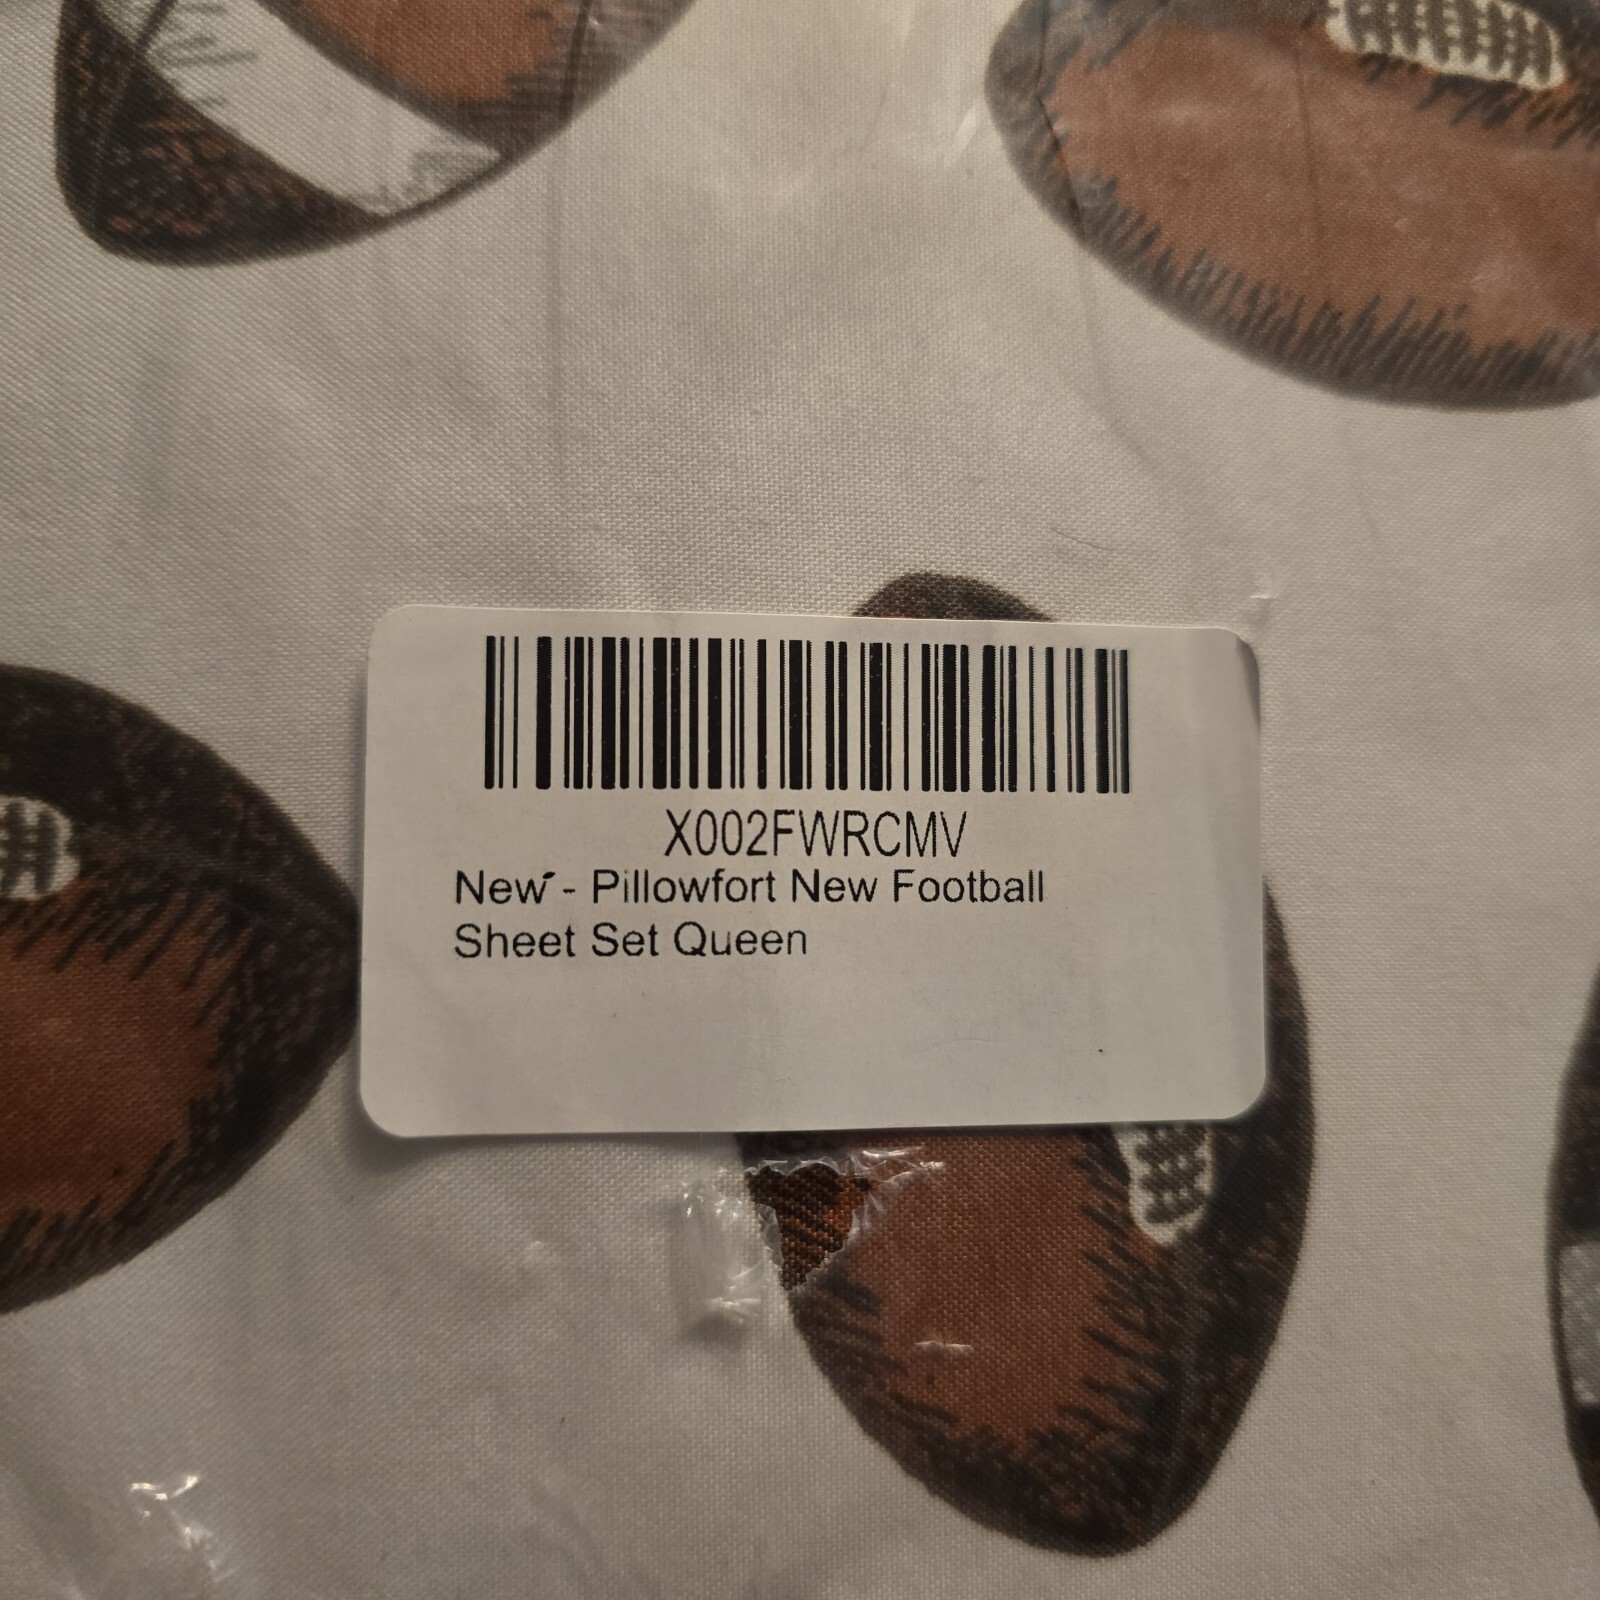 X002FWRCMV
New - Pillowfort New Football
Sheet Set Queen